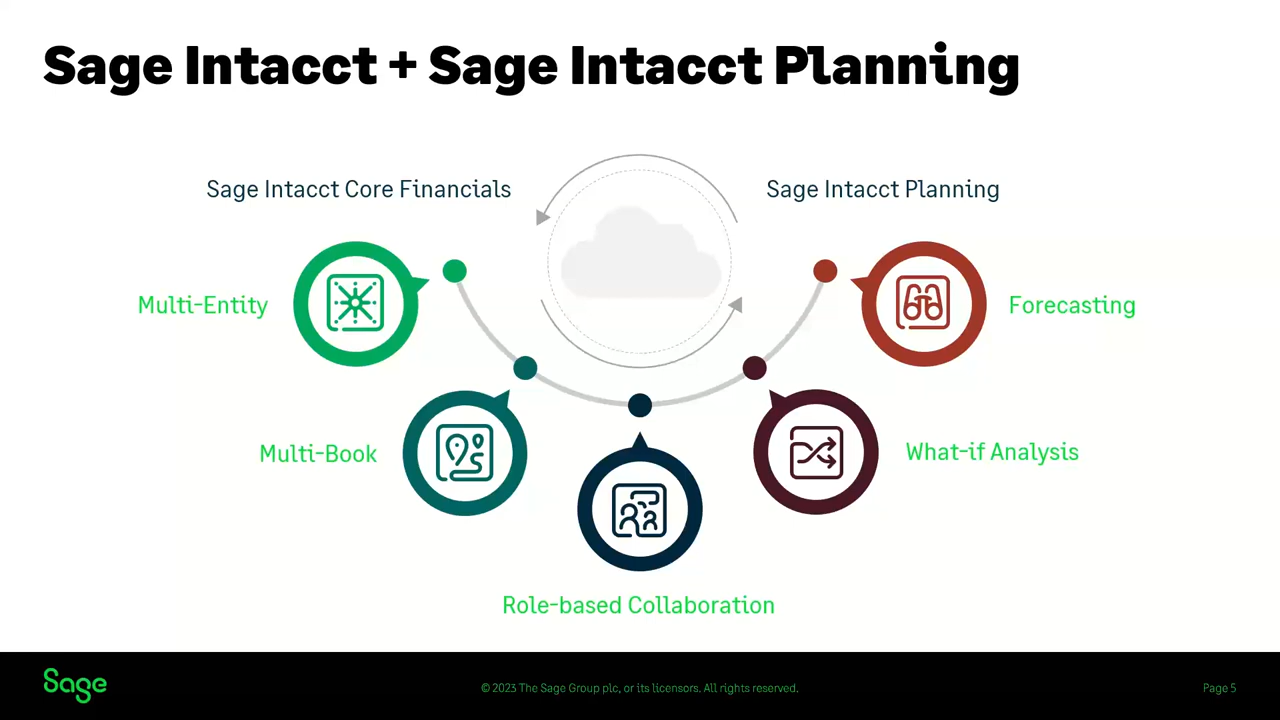 Sage Intacct + Sage Intacct Planning
Sage Intacct Core Financials
Sage Intacct Planning
Multi-Entity
Forecasting
Multi-Book
What-if Analysis
Role-based Collaboration
Sage
© 2023 The Sage Group plc, or its licensors. All rights reserved.
Page 5